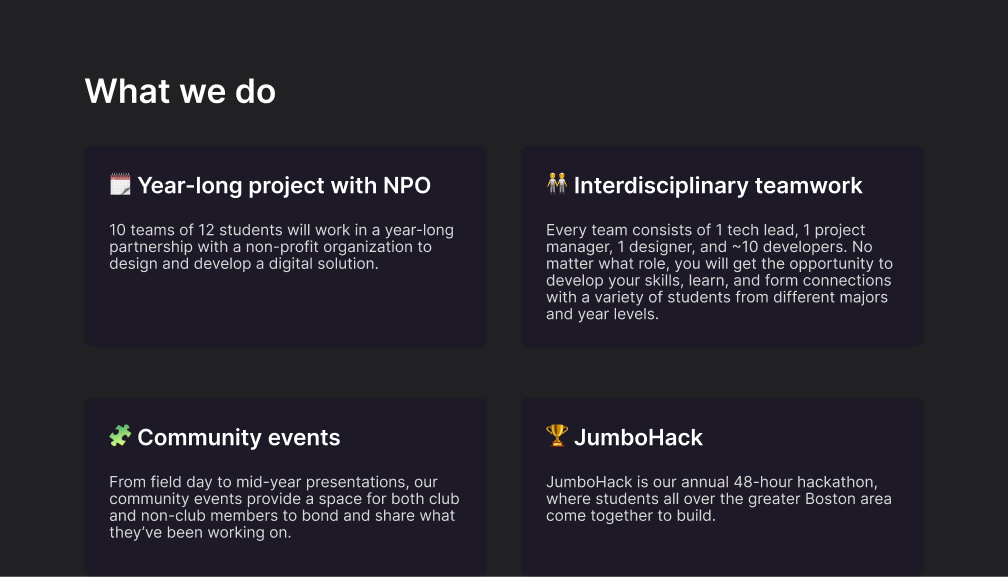 What we do
Year-long project with NPO
10 teams of 12 students will work in a year-long
partnership with a non-profit organization to
design and develop a digital solution.
Interdisciplinary teamwork
Every team consists of 1 tech lead, 1 project
manager, 1 designer, and ~10 developers. No
matter what role, you will get the opportunity to
develop your skills, learn, and form connections
with a variety of students from different majors
and year levels.
Community events
From field day to mid-year presentations, our
community events provide a space for both club
and non-club members to bond and share what
they’ve been working on.
JumboHack
JumboHack is our annual 48-hour hackathon,
where students all over the greater Boston area
come together to build.